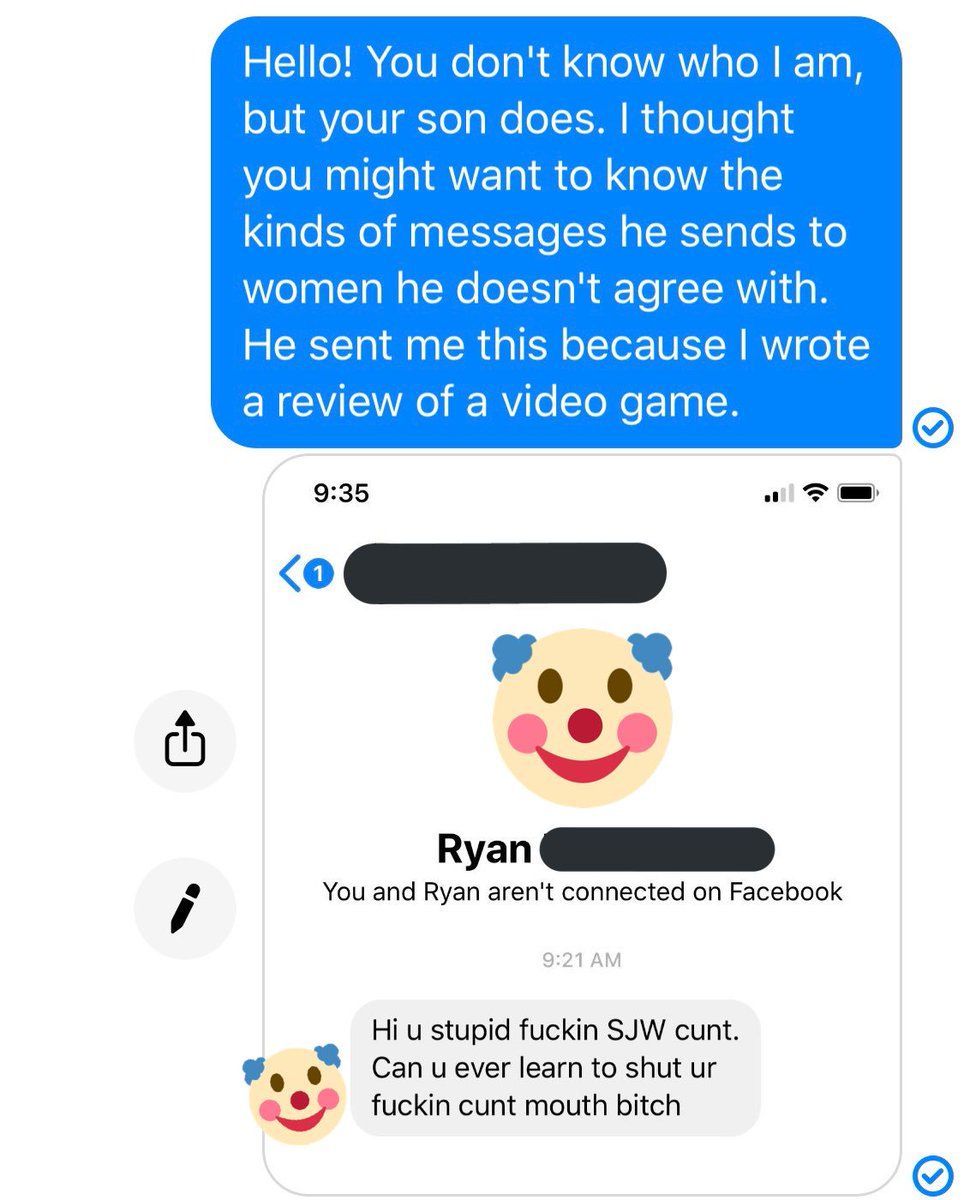 Hello! You don't know who I am,
but your son does. I thought
you might want to know the
kinds of messages he sends to
women he doesn't agree with.
He sent me this because I wrote
a review of a video game.
9:35
1
Ryan
You and Ryan aren't connected on Facebook
9:21 AM
Hi u stupid fuckin SJW cunt.
Can u ever learn to shut ur
fuckin cunt mouth bitch